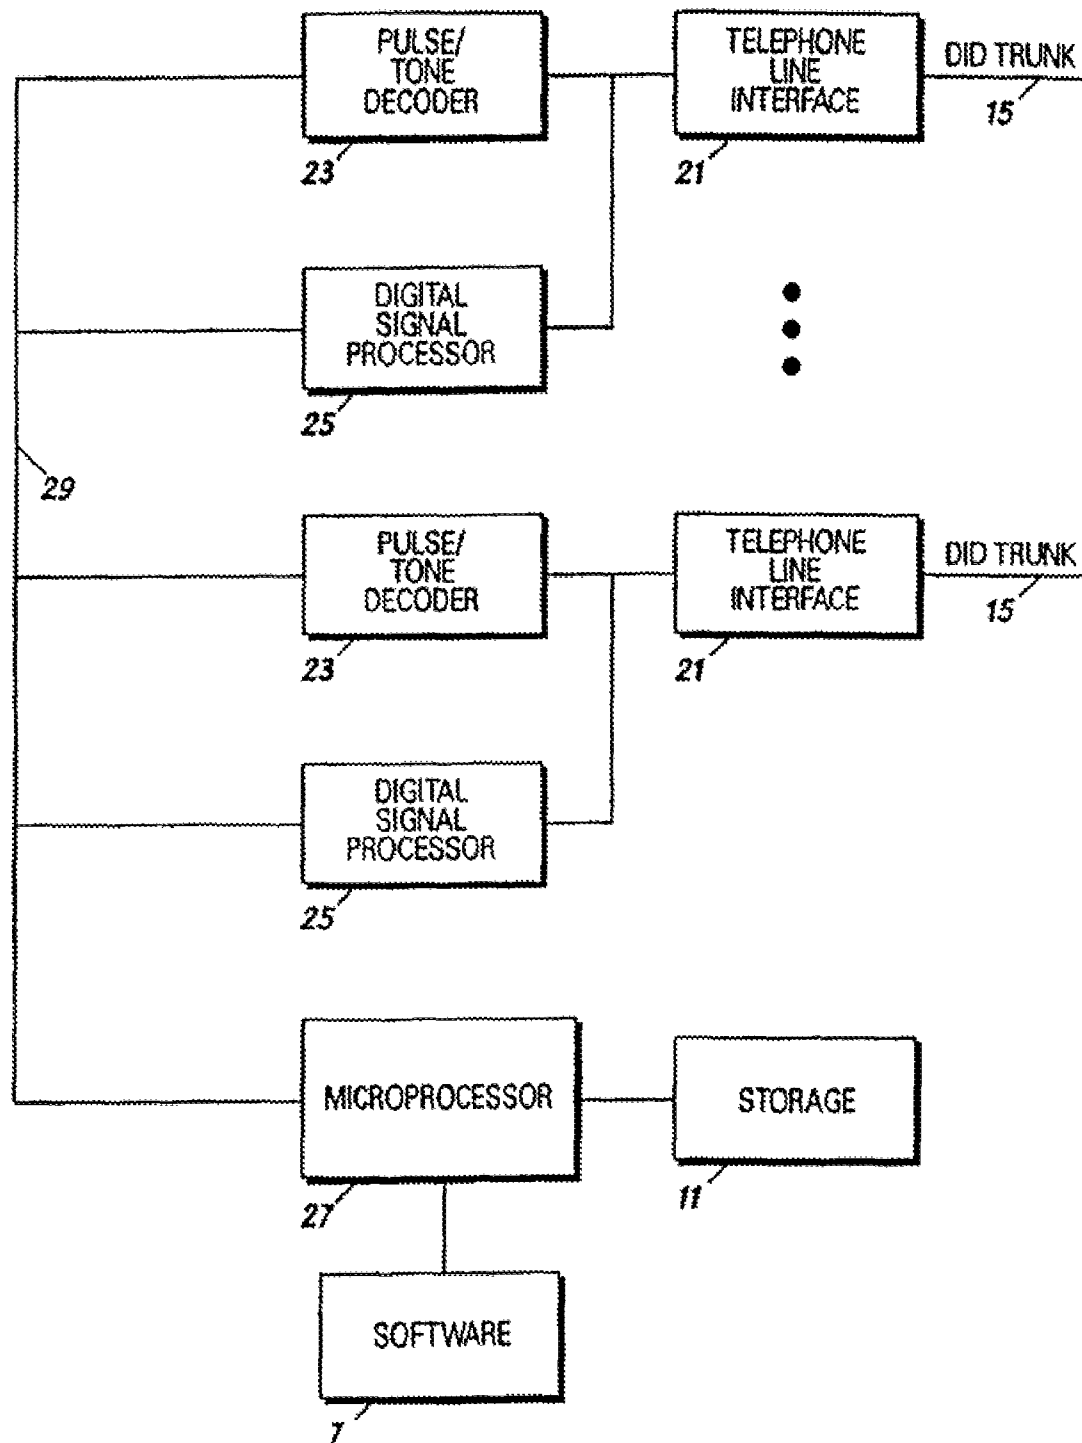 PULSE/
TONE
DECODER
23
TELEPHONE
LINE
INTERFACE
21
DID TRUNK
15
DIGITAL
SIGNAL
PROCESSOR
25
29
PULSE/
TONE
DECODER
23
TELEPHONE
LINE
INTERFACE
21
DID TRUNK
15
DIGITAL
SIGNAL
PROCESSOR
25
MICROPROCESSOR
27
STORAGE
11
SOFTWARE
7